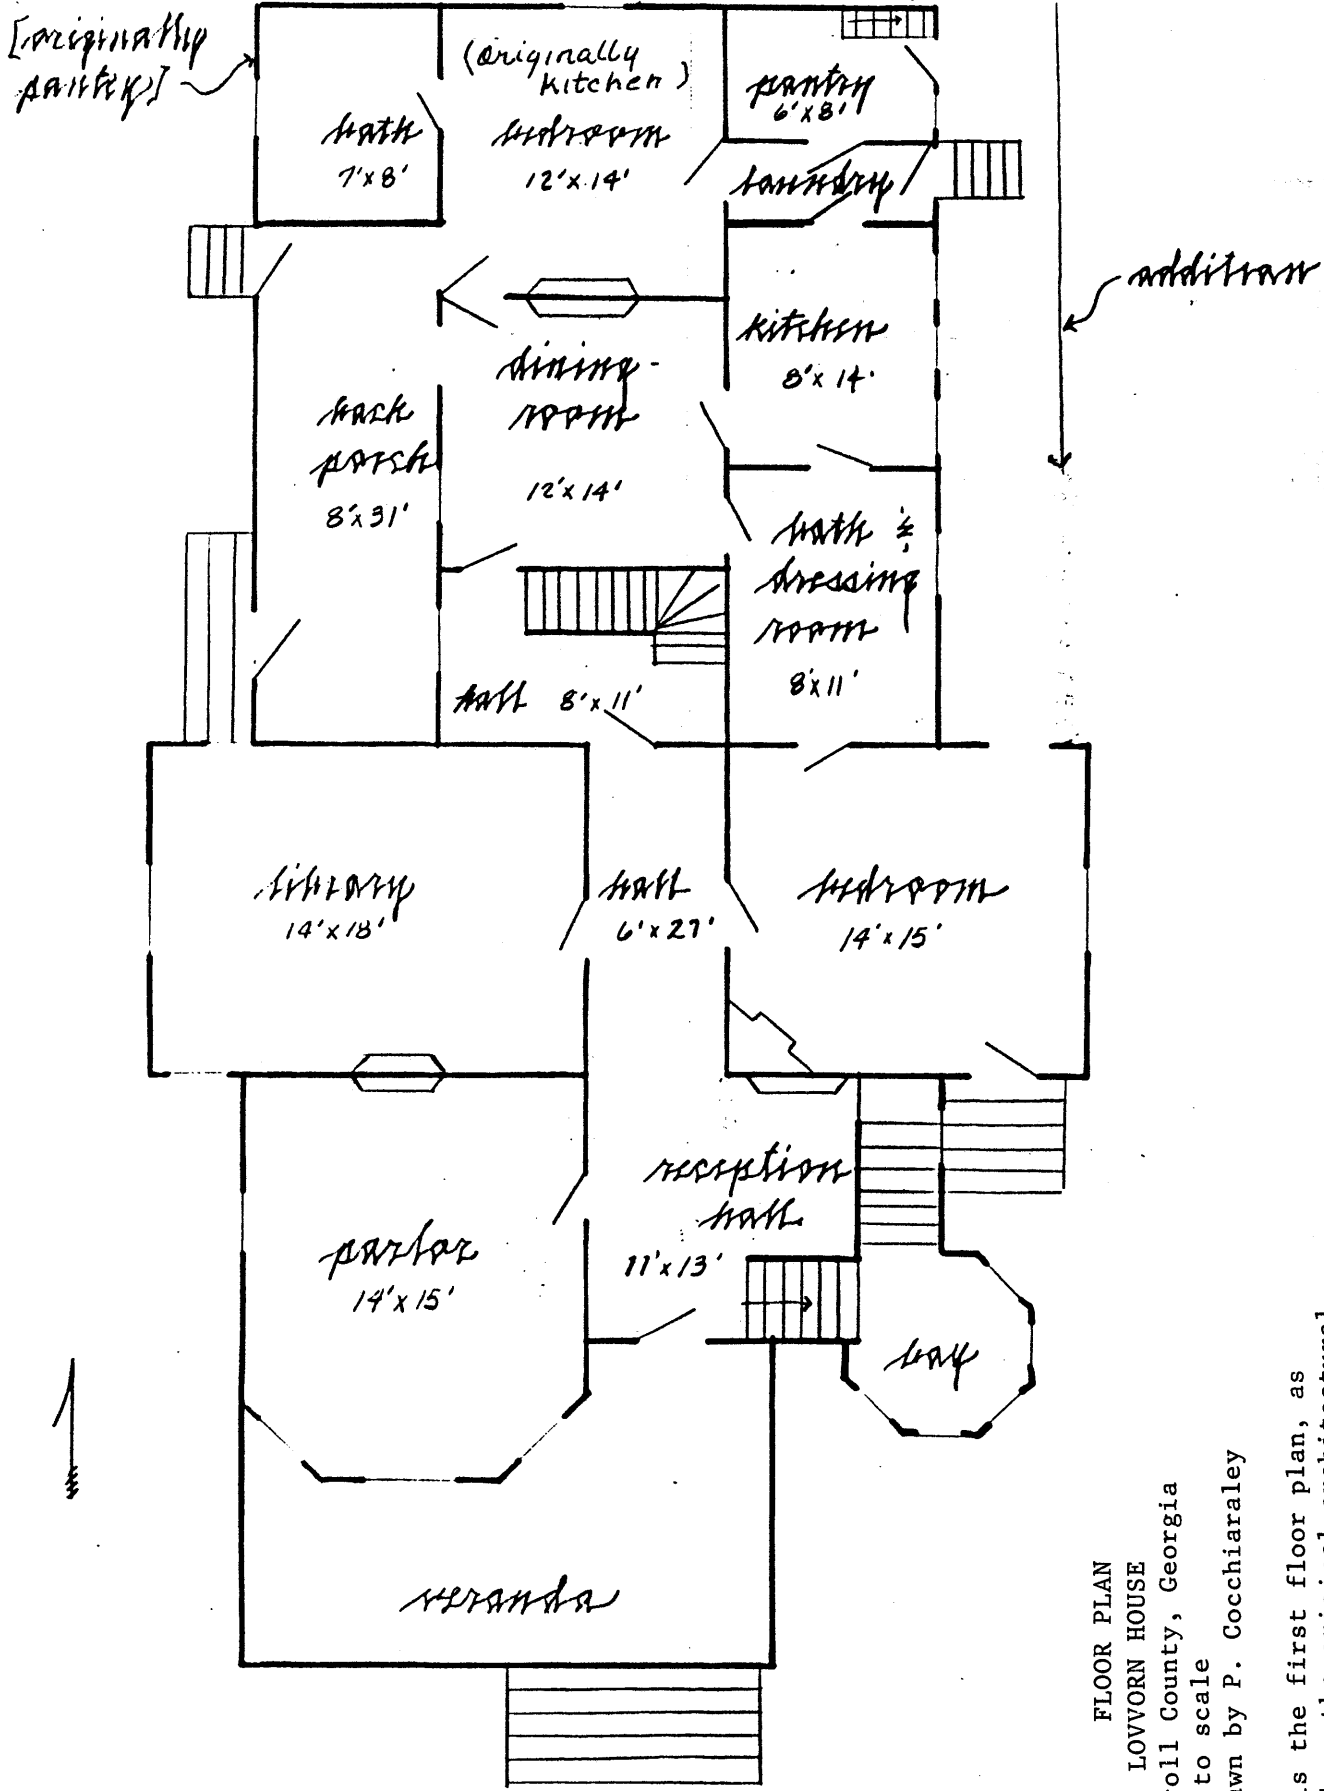 [originally
pantry]
(originally
kitchen)
bath
7'x8'
bedroom
12'x14'
pantry
6'x8'
laundry
addition
kitchen
8'x14'
dining-
room
12'x14'
back
porch
8'x31'
bath &
dressing
room
8'x11'
hall 8'x11'
library
14'x18'
hall
6'x27'
bedroom
14'x15'
reception
hall
11'x13'
parlor
14'x15'
bay
veranda
FLOOR PLAN
LOVVORN HOUSE
roll County, Georgia
to scale
wn by P. Cocchiaraley
s the first floor plan, as